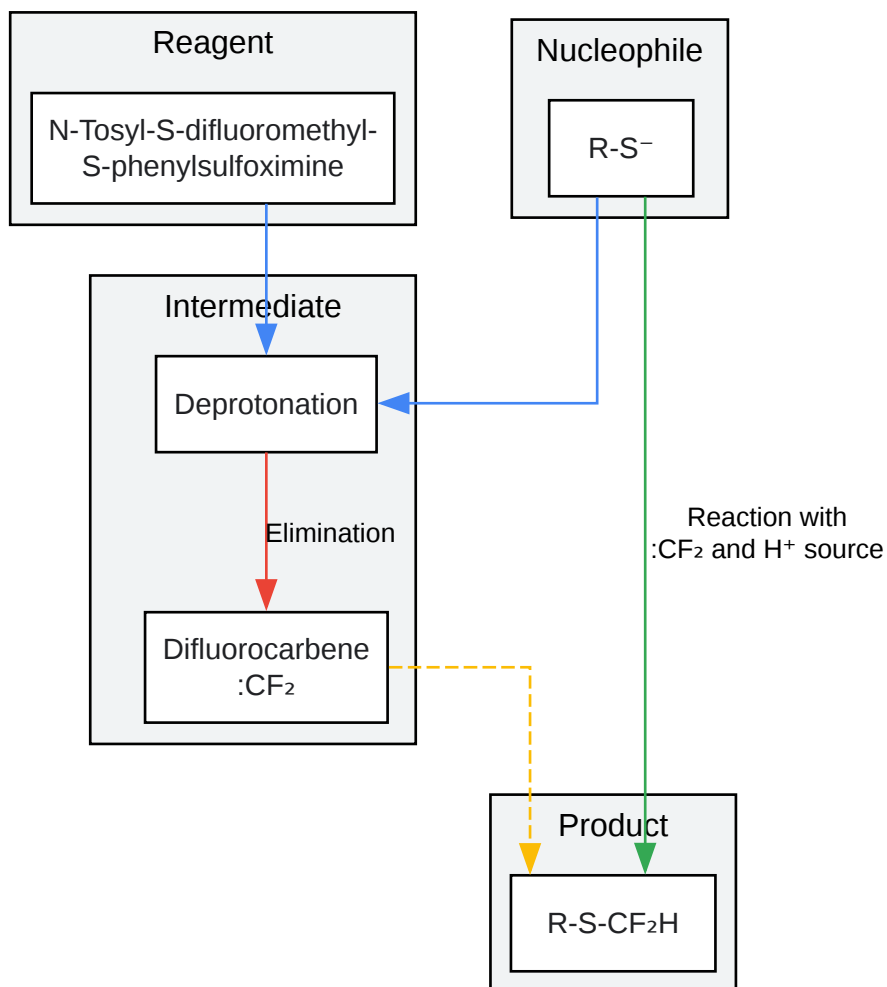 Reagent
N-Tosyl-S-difluoromethyl-
S-phenylsulfoximine
Nucleophile
R-S⁻
Intermediate
Deprotonation
Elimination
Reaction with
:CF₂ and H⁺ source
Difluorocarbene
:CF₂
Product
R-S-CF₂H